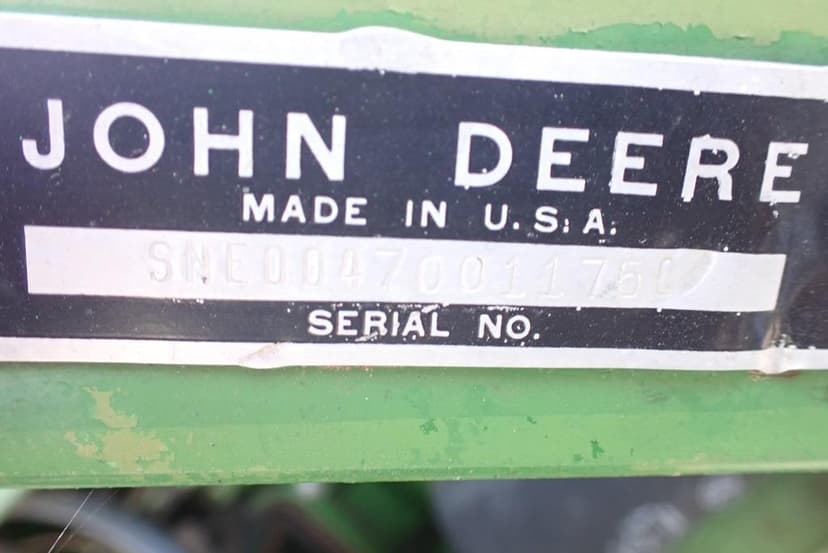 JOHN DEERE
MADE IN U.S.A.
SERIAL NO.